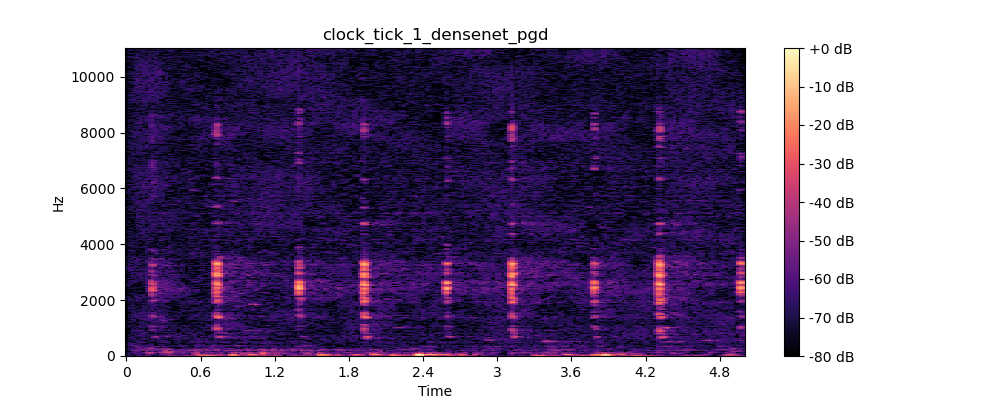 clock_tick_1_densenet_pgd
Hz
10000
8000
6000
4000
2000
0
0 0.6 1.2 1.8 2.4 3 3.6 4.2 4.8
Time
+0 dB
-10 dB
-20 dB
-30 dB
-40 dB
-50 dB
-60 dB
-70 dB
-80 dB